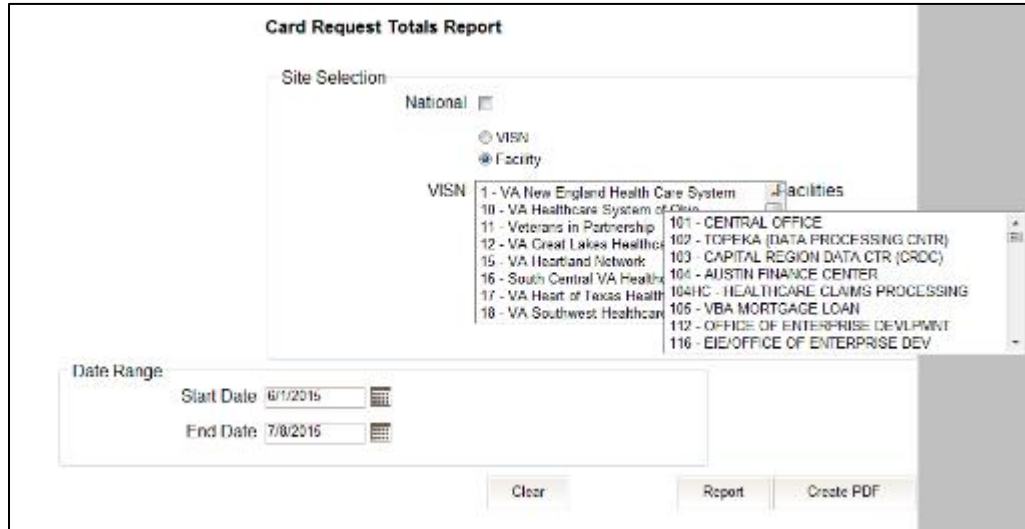 Card Request Totals Report
Site Selection
National
VISN
Facility
VISN
1 - VA New England Health Care System
10 - VA Healthcare System of Ohio
11 - Veterans in Partnership
12 - VA Great Lakes Healthca
15 - VA Heartland Network
16 - South Central VA Healthc
17 - VA Heart of Texas Health
18 - VA Southwest Healthcare
Facilities
101 - CENTRAL OFFICE
102 - TOPEKA (DATA PROCESSING CNTR)
103 - CAPITAL REGION DATA CTR (CRDC)
104 - AUSTIN FINANCE CENTER
104HC - HEALTHCARE CLAIMS PROCESSING
105 - VBA MORTGAGE LOAN
112 - OFFICE OF ENTERPRISE DEVLPMNT
116 - EIE/OFFICE OF ENTERPRISE DEV
Date Range
Start Date 6/1/2015
End Date 7/8/2015
Clear Report Create PDF